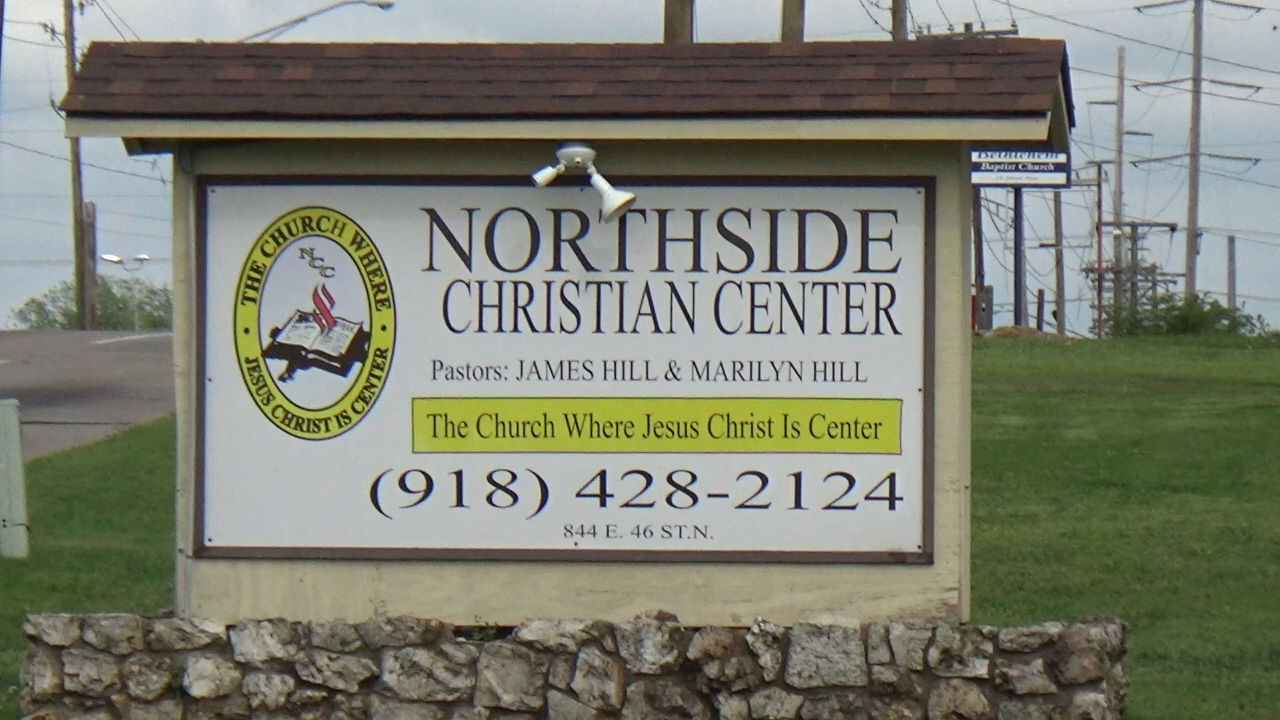 THE CHURCH WHERE
NCC
JESUS CHRIST IS CENTER
NORTHSIDE
CHRISTIAN CENTER
Pastors: JAMES HILL & MARILYN HILL
The Church Where Jesus Christ Is Center
(918) 428-2124
844 E. 46 ST.N.
Bethlehem
Baptist Church